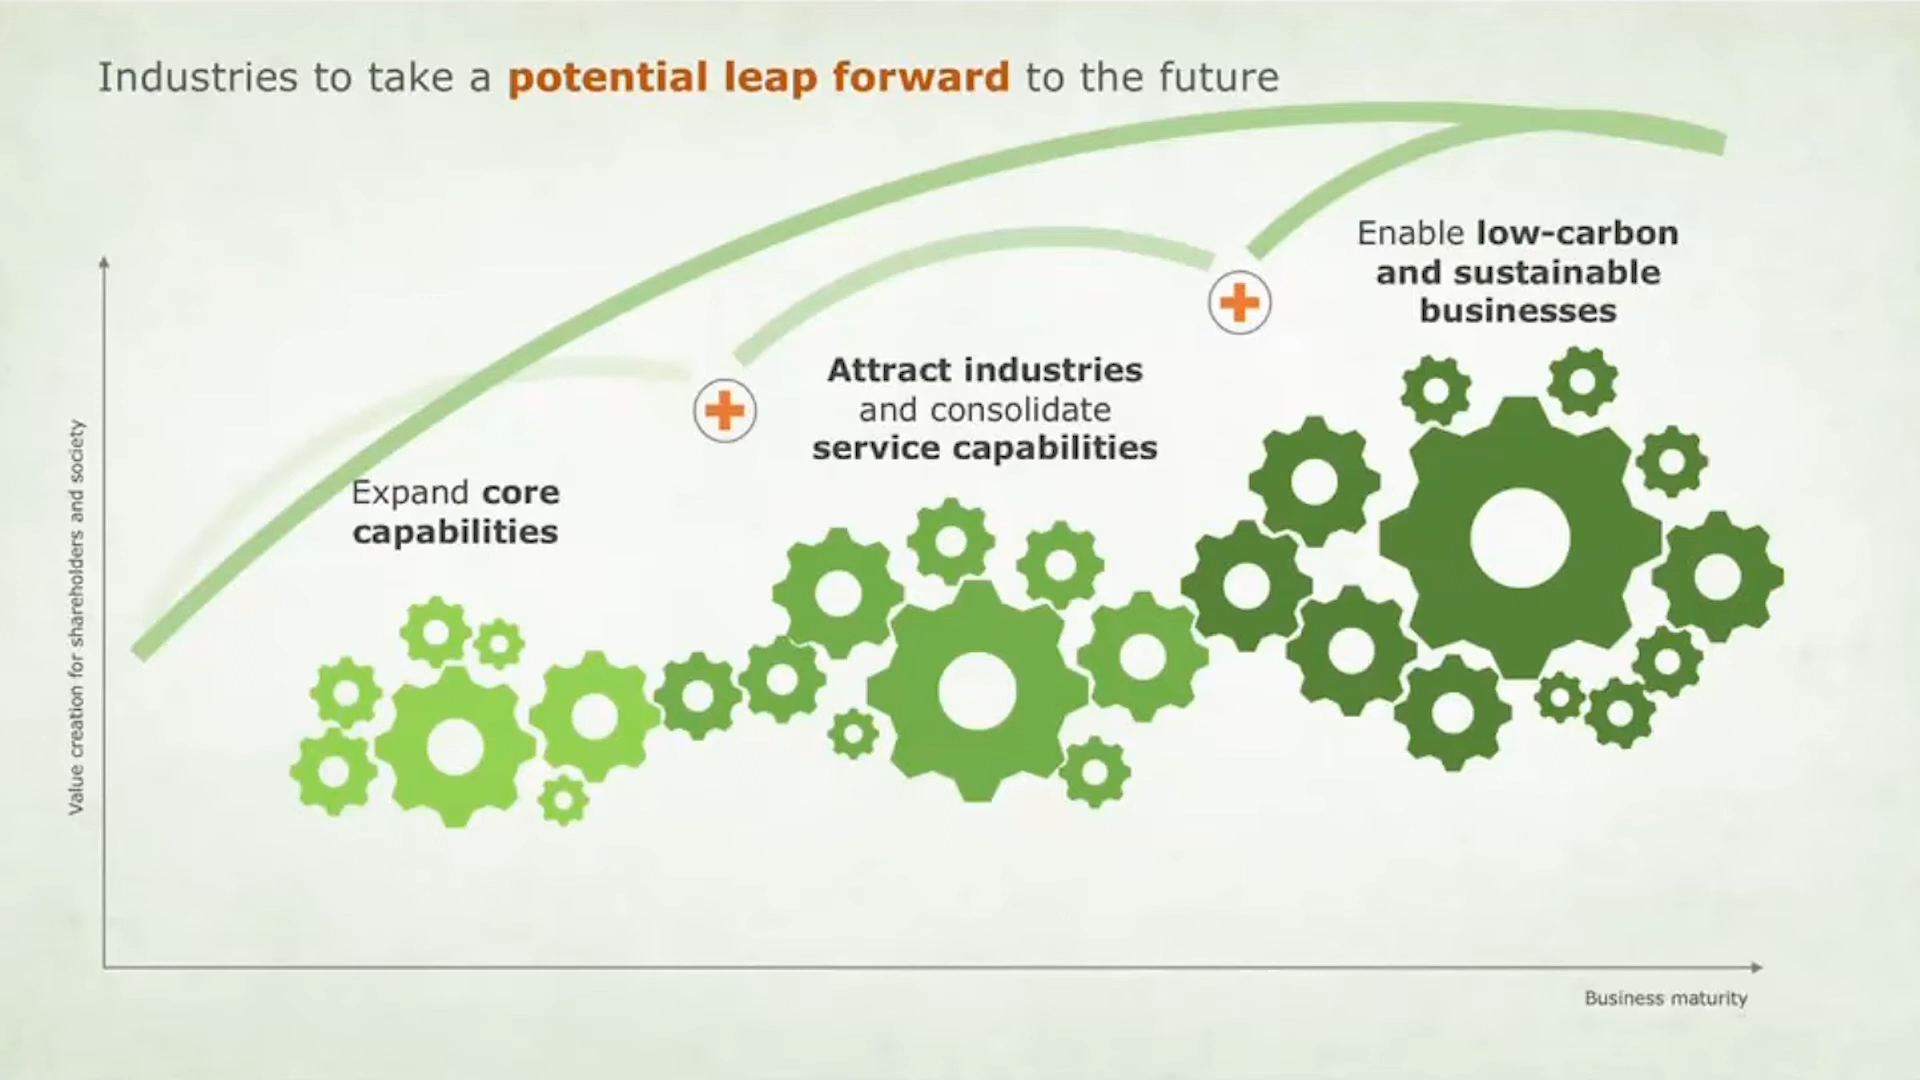 Industries to take a potential leap forward to the future
Enable low-carbon
and sustainable
businesses
Attract industries
and consolidate
service capabilities
Expand core
capabilities
Value creation for shareholders and society
Business maturity